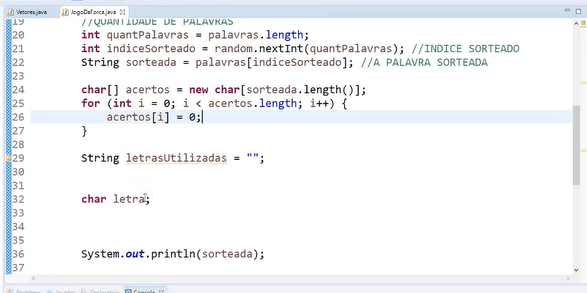 Vetores.java JogoDaForca.java
19 //QUANTIDADE DE PALAVRAS
20 int quantPalavras = palavras.length;
21 int indiceSorteado = random.nextInt(quantPalavras); //INDICE SORTEADO
22 String sorteada = palavras[indiceSorteado]; //A PALAVRA SORTEADA
23
24 char[] acertos = new char[sorteada.length()];
25 for (int i = 0; i < acertos.length; i++) {
26 acertos[i] = 0;
27 }
28
29 String letrasUtilizadas = "";
30
31
32 char letra;
33
34
35
36 System.out.println(sorteada);
37
Problems Javadoc Declaration Console